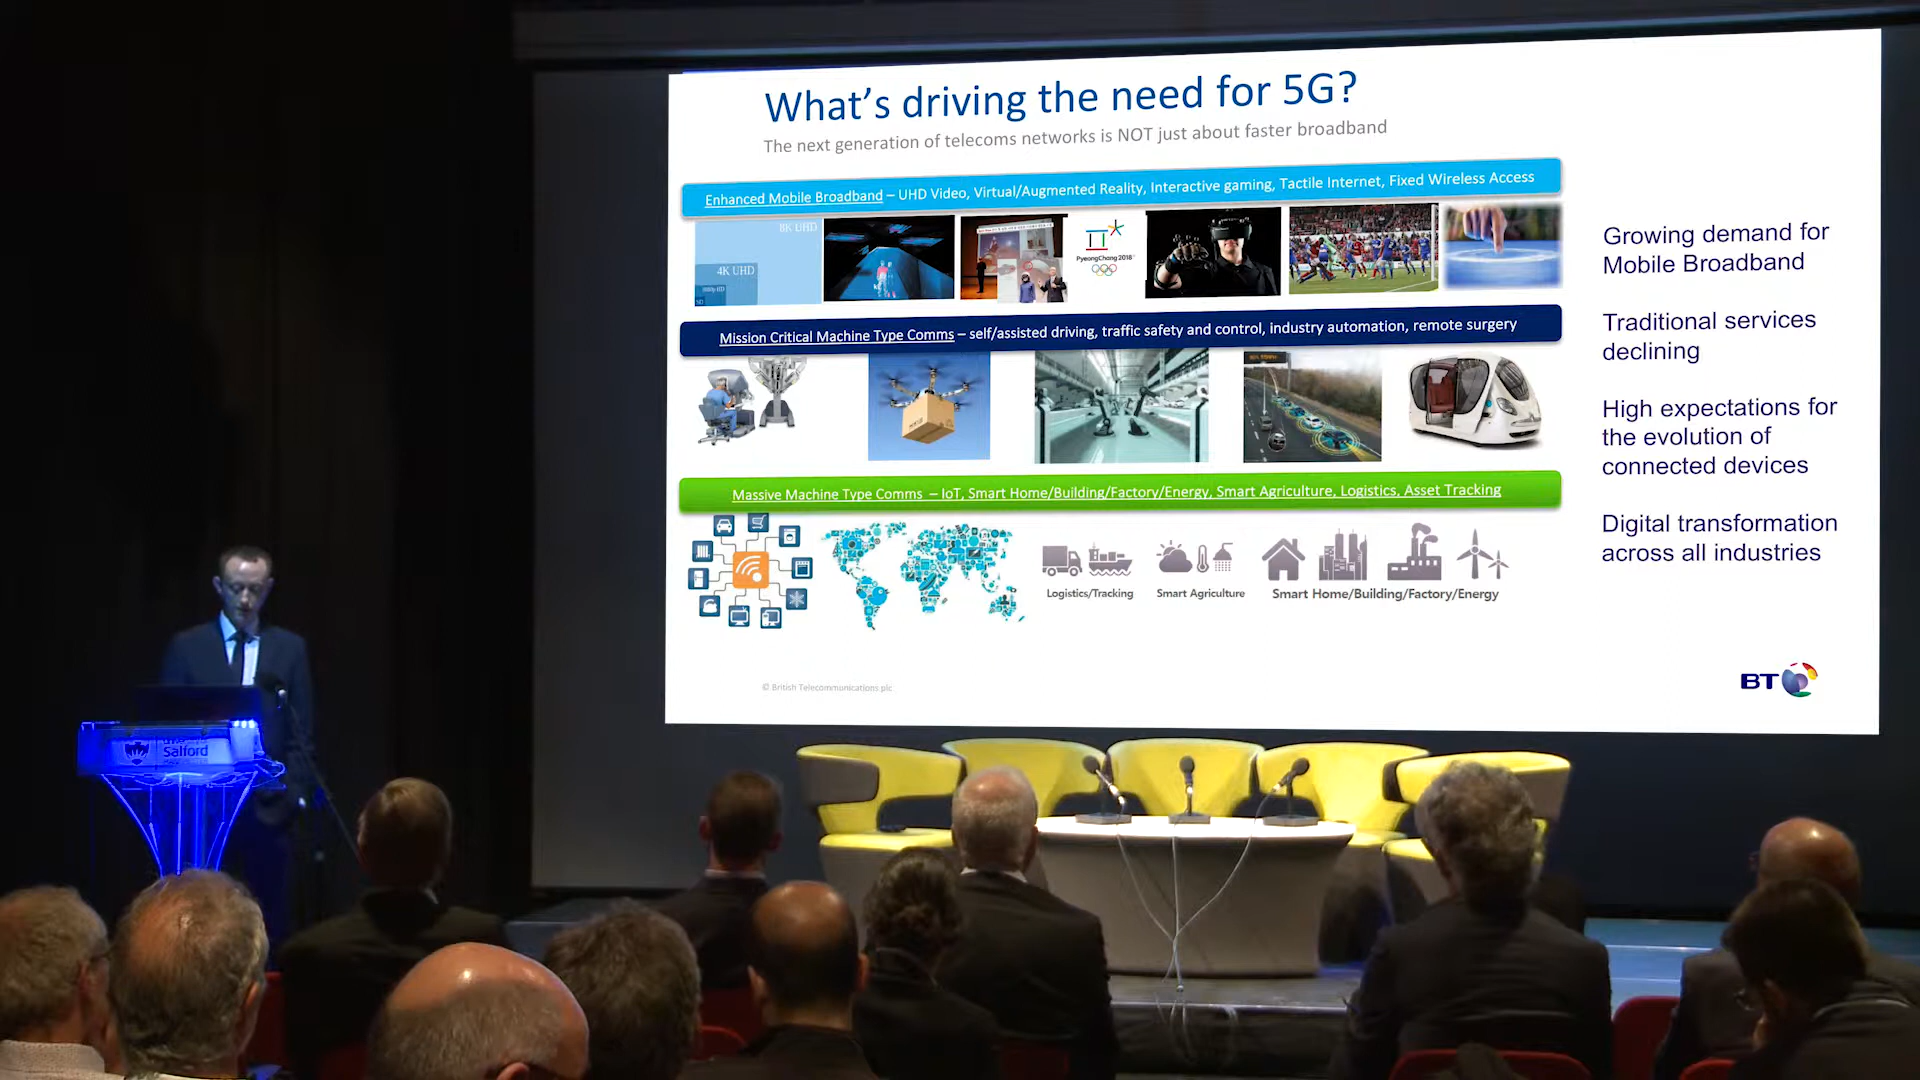 What's driving the need for 5G?
The next generation of telecoms networks is NOT just about faster broadband
Enhanced Mobile Broadband – UHD Video, Virtual/Augmented Reality, Interactive gaming, Tactile Internet, Fixed Wireless Access
8K UHD
4K UHD
1080p HD
SD
PyeongChang 2018
Mission Critical Machine Type Comms – self/assisted driving, traffic safety and control, industry automation, remote surgery
Massive Machine Type Comms – IoT, Smart Home/Building/Factory/Energy, Smart Agriculture, Logistics, Asset Tracking
Logistics/Tracking
Smart Agriculture
Smart Home/Building/Factory/Energy
Growing demand for
Mobile Broadband
Traditional services
declining
High expectations for
the evolution of
connected devices
Digital transformation
across all industries
© British Telecommunications plc
BT
Salford